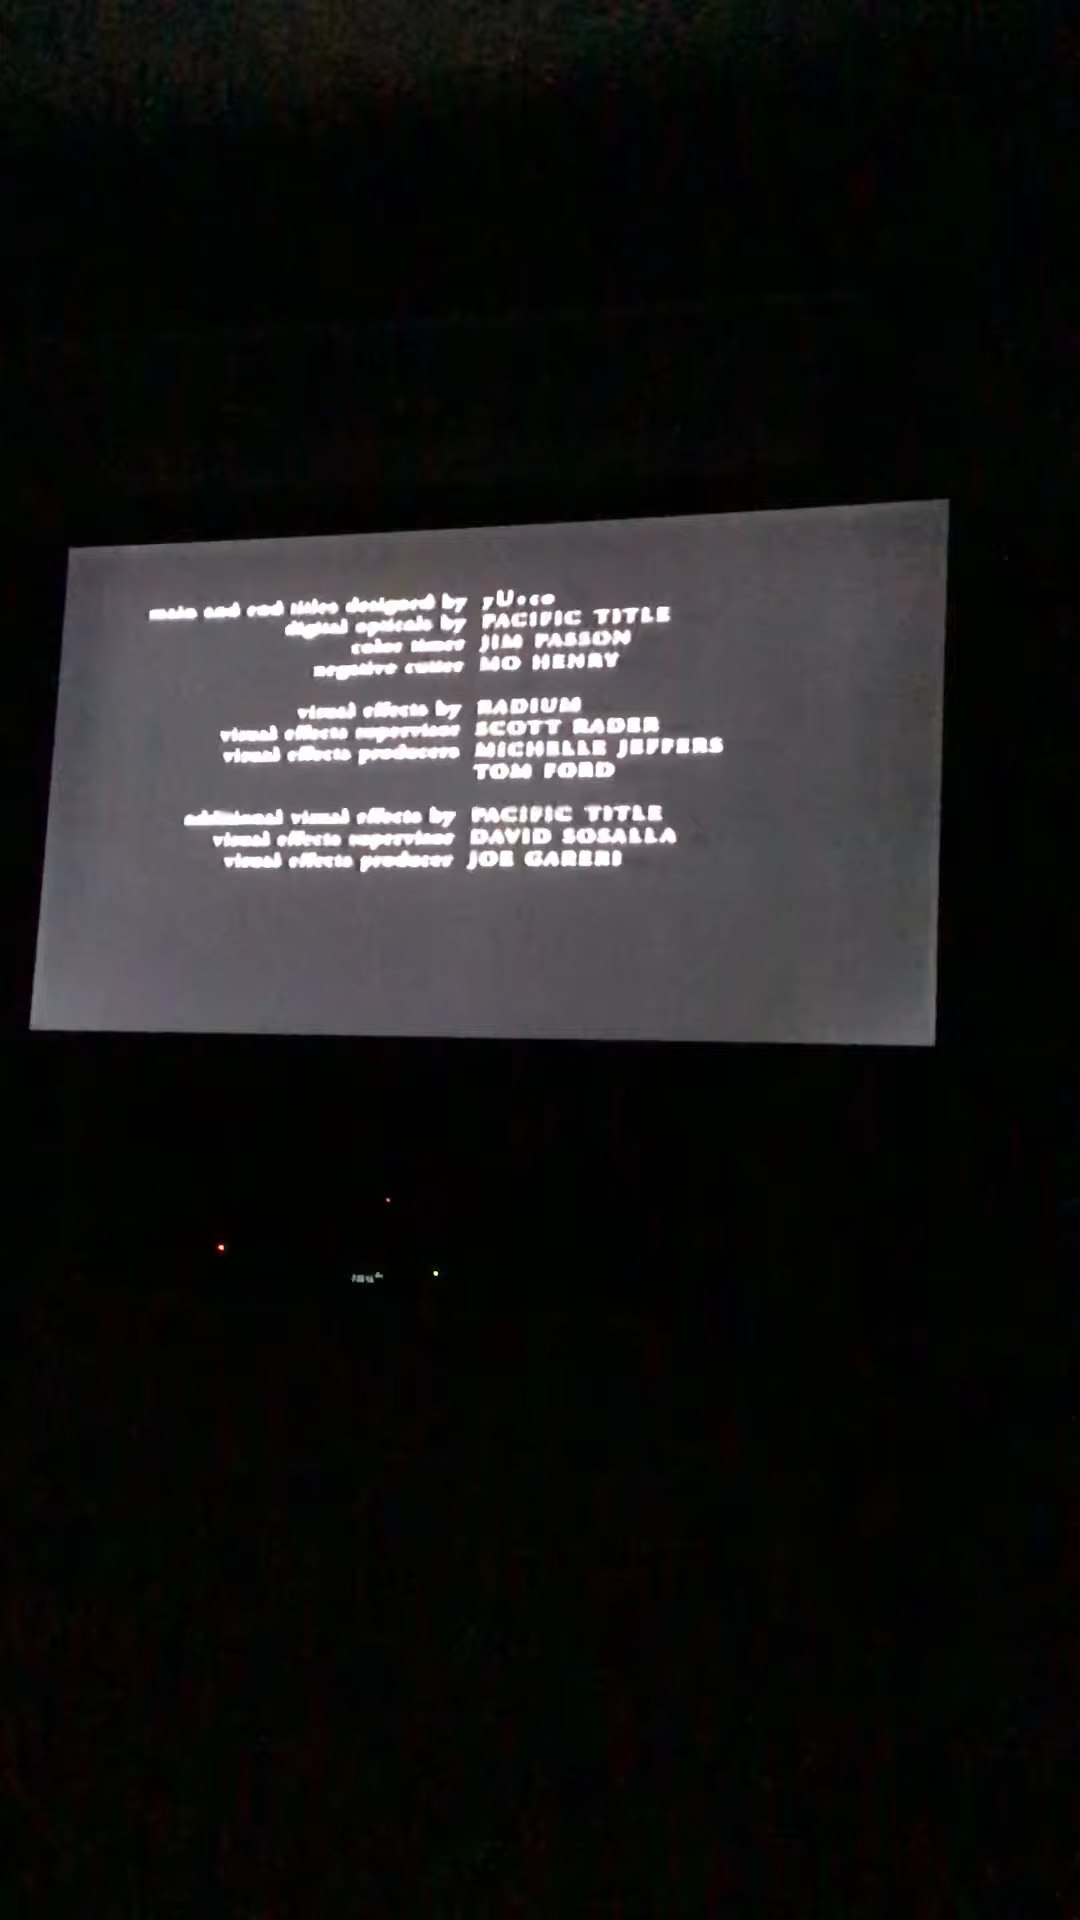 main and end titles designed by yU+co
digital opticals by PACIFIC TITLE
color timer JIM PASSON
negative cutter MO HENRY
visual effects by RADIUM
visual effects supervisor SCOTT RADER
visual effects producers MICHELLE JEFFERS
TOM FORD
additional visual effects by PACIFIC TITLE
visual effects supervisor DAVID SOSALLA
visual effects producer JOE GARERI